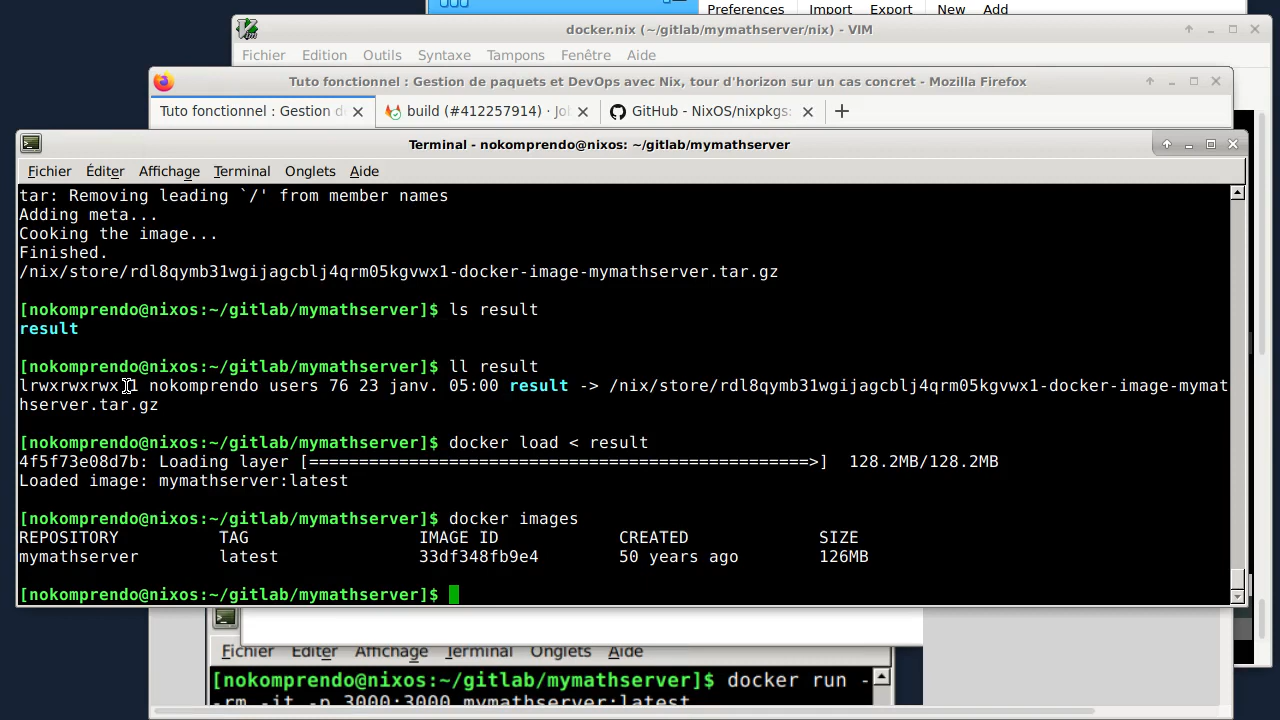 Preferences Import Export New Add
docker.nix (~/gitlab/mymathserver/nix) - VIM
Fichier Edition Outils Syntaxe Tampons Fenêtre Aide
Tuto fonctionnel : Gestion de paquets et DevOps avec Nix, tour d'horizon sur un cas concret - Mozilla Firefox
Tuto fonctionnel : Gestion d build (#412257914) · Jo GitHub - NixOS/nixpkgs:
Terminal - nokomprendo@nixos: ~/gitlab/mymathserver
Fichier Éditer Affichage Terminal Onglets Aide
tar: Removing leading `/' from member names
Adding meta...
Cooking the image...
Finished.
/nix/store/rdl8qymb31wgijagcblj4qrm05kgvwx1-docker-image-mymathserver.tar.gz
[nokomprendo@nixos:~/gitlab/mymathserver]$ ls result
result
[nokomprendo@nixos:~/gitlab/mymathserver]$ ll result
lrwxrwxrwx 1 nokomprendo users 76 23 janv. 05:00 result -> /nix/store/rdl8qymb31wgijagcblj4qrm05kgvwx1-docker-image-mymat
hserver.tar.gz
[nokomprendo@nixos:~/gitlab/mymathserver]$ docker load < result
4f5f73e08d7b: Loading layer [==================================================>] 128.2MB/128.2MB
Loaded image: mymathserver:latest
[nokomprendo@nixos:~/gitlab/mymathserver]$ docker images
REPOSITORY TAG IMAGE ID CREATED SIZE
mymathserver latest 33df348fb9e4 50 years ago 126MB
[nokomprendo@nixos:~/gitlab/mymathserver]$
Fichier Éditer Affichage Terminal Onglets Aide
[nokomprendo@nixos:~/gitlab/mymathserver]$ docker run -
-rm -it -p 3000:3000 mymathserver:latest